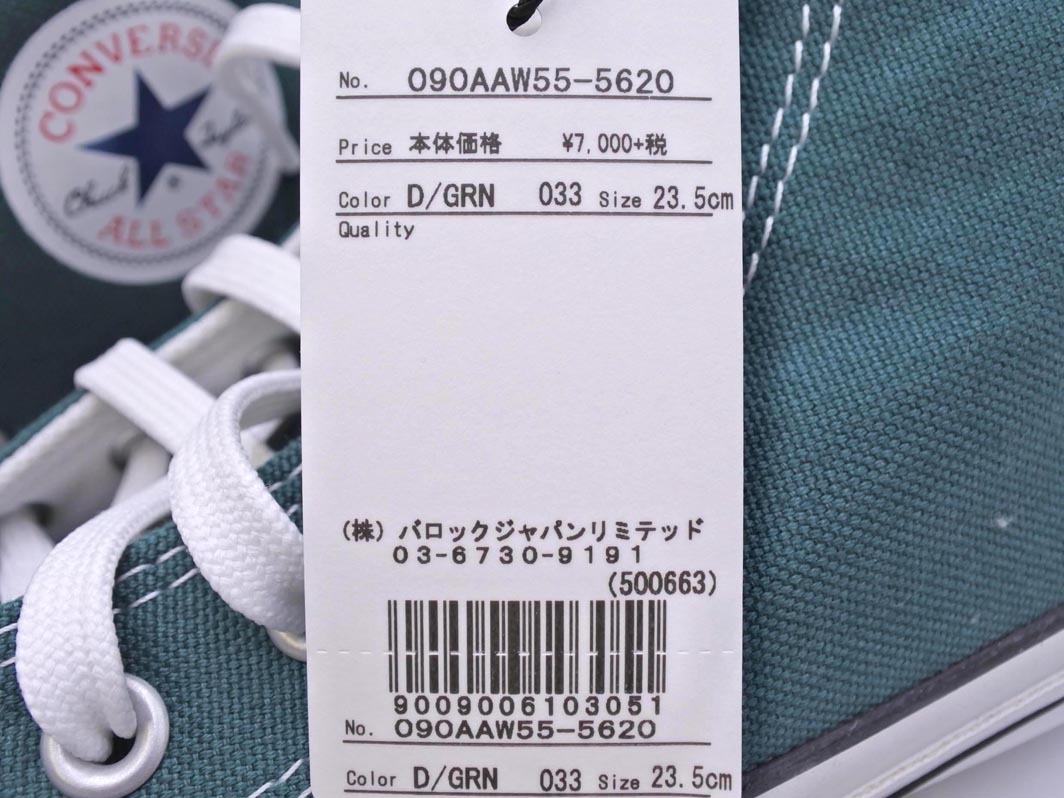 CONVERSE
Chuck Taylor
®
ALL STAR
No. 090AAW55-5620
Price 本体価格 ¥7,000+税
Color D/GRN 033 Size 23.5cm
Quality
(株) バロックジャパンリミテッド
03-6730-9191
(500663)
9009006103051
No. 090AAW55-5620
Color D/GRN 033 Size 23.5cm